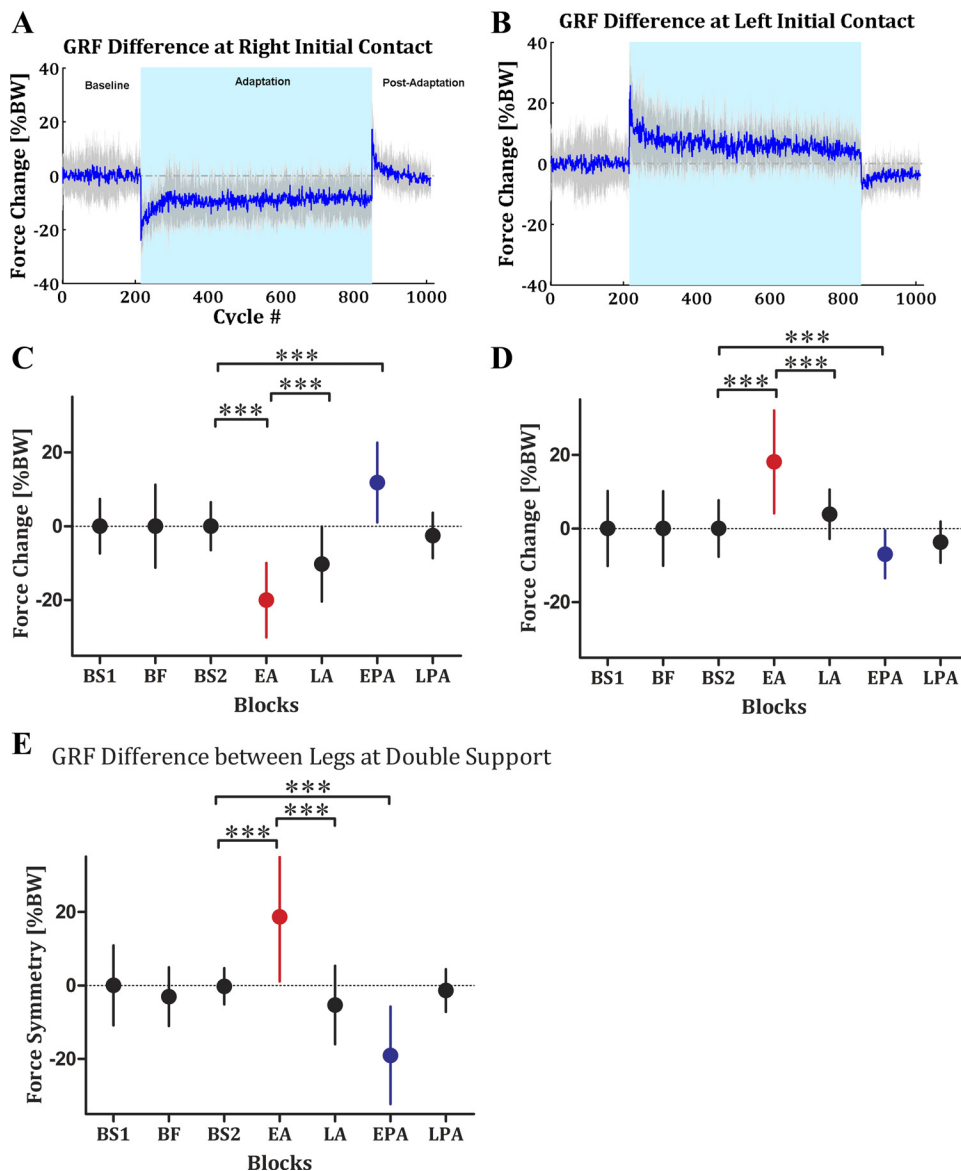 A
GRF Difference at Right Initial Contact
Force Change [%BW]
40
20
0
-20
-40
Baseline
Adaptation
Post-Adaptation
0
200
400
600
800
1000
Cycle #
B
GRF Difference at Left Initial Contact
Force Change [%BW]
40
20
0
-20
-40
0
200
400
600
800
1000
C
***
***
***
Force Change [%BW]
20
0
-20
BS1 BF BS2 EA LA EPA LPA
Blocks
D
***
***
***
Force Change [%BW]
20
0
-20
BS1 BF BS2 EA LA EPA LPA
Blocks
E
GRF Difference between Legs at Double Support
***
***
***
Force Symmetry [%BW]
20
0
-20
BS1 BF BS2 EA LA EPA LPA
Blocks